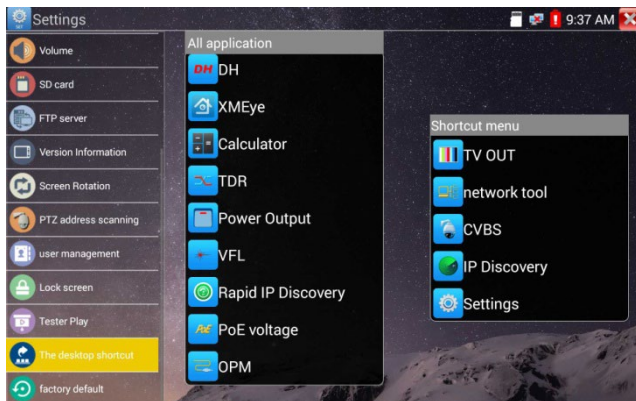 Settings
9:37 AM
Volume
SD card
FTP server
Version Information
Screen Rotation
PTZ address scanning
user management
Lock screen
Tester Play
The desktop shortcut
factory default
All application
DH DH
XMEye
Calculator
TDR
Power Output
VFL
Rapid IP Discovery
PoE PoE voltage
OPM
Shortcut menu
TV OUT
network tool
CVBS
IP Discovery
Settings